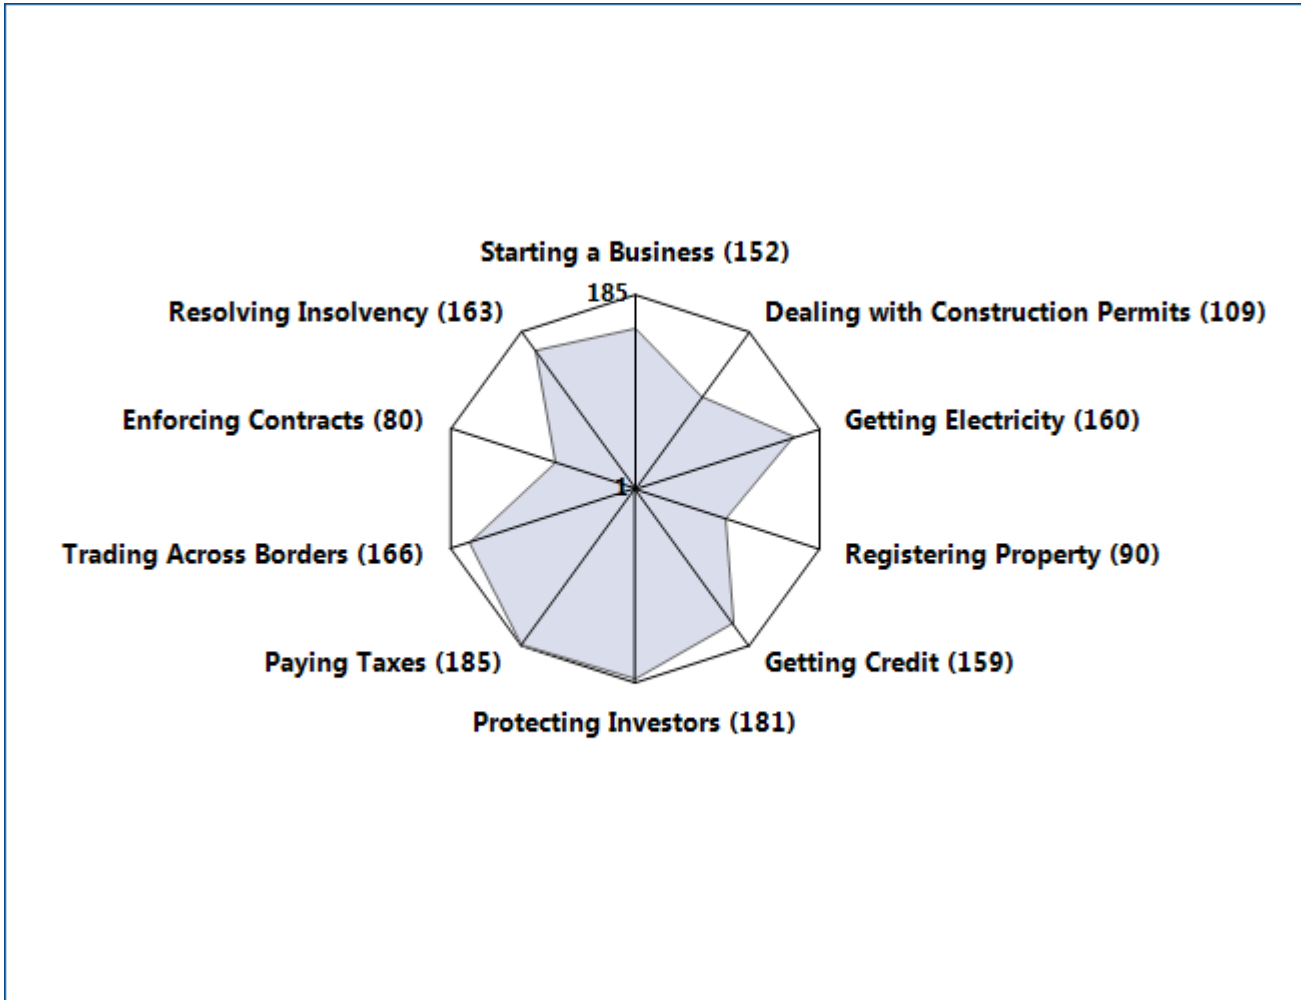 Starting a Business (152)
185
Resolving Insolvency (163)
Dealing with Construction Permits (109)
Enforcing Contracts (80)
Getting Electricity (160)
1
Trading Across Borders (166)
Registering Property (90)
Paying Taxes (185)
Getting Credit (159)
Protecting Investors (181)